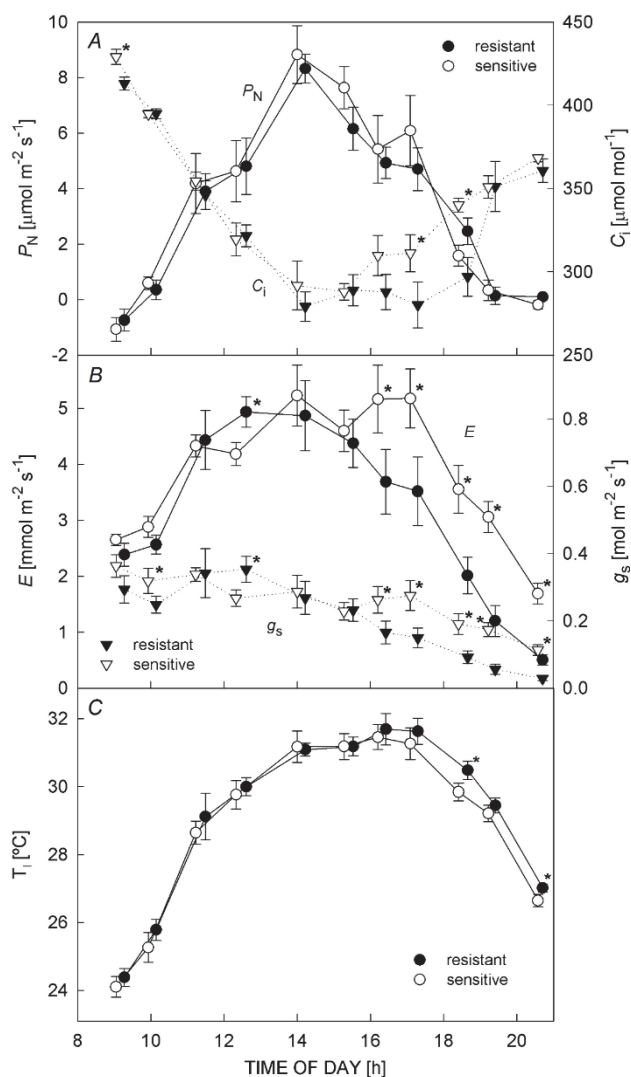 A
resistant
sensitive
P_N
C_i
P_N [μmol m⁻² s⁻¹]
10
8
6
4
2
0
-2
C_i [μmol mol⁻¹]
450
400
350
300
250
*
*
*
B
E
g_s
resistant
sensitive
E [mmol m⁻² s⁻¹]
5
4
3
2
1
0
g_s [mol m⁻² s⁻¹]
0.8
0.6
0.4
0.2
0.0
* * * * * *
* * * * * * *
C
T_l [ºC]
32
30
28
26
24
*
*
resistant
sensitive
8 10 12 14 16 18 20
TIME OF DAY [h]